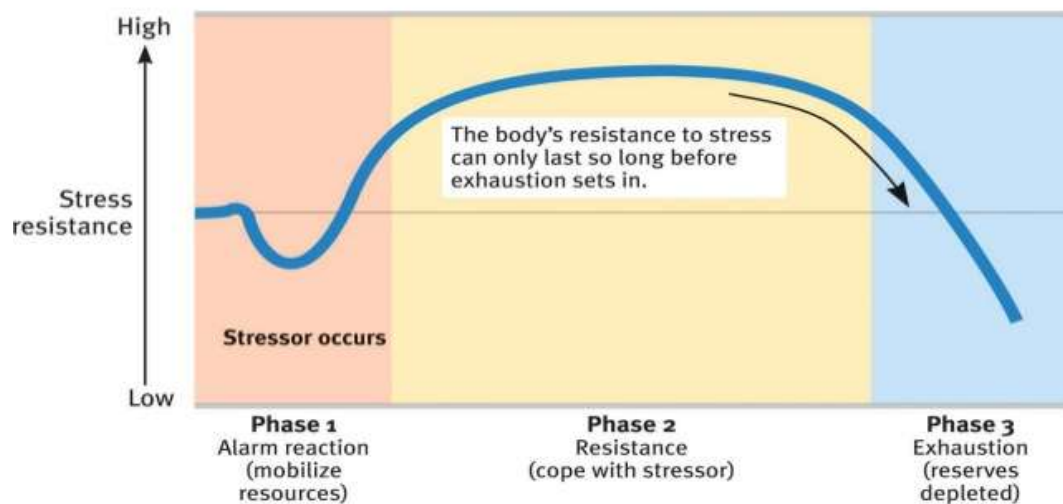 High
Stress
resistance
Low
The body's resistance to stress
can only last so long before
exhaustion sets in.
Stressor occurs
Phase 1
Alarm reaction
(mobilize
resources)
Phase 2
Resistance
(cope with stressor)
Phase 3
Exhaustion
(reserves
depleted)